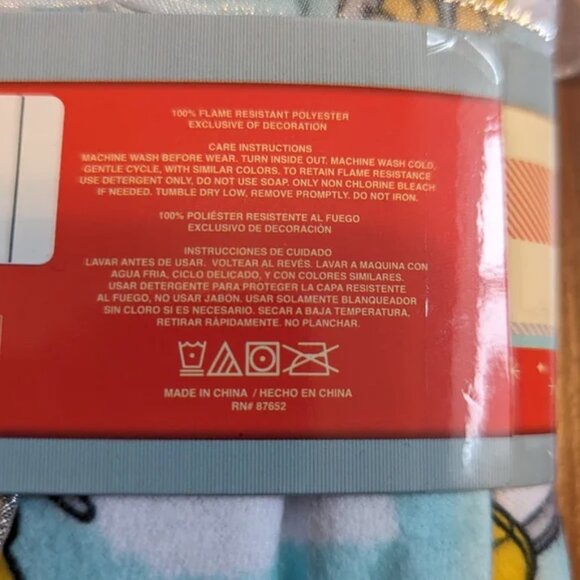 100% FLAME RESISTANT POLYESTER
EXCLUSIVE OF DECORATION
CARE INSTRUCTIONS
MACHINE WASH BEFORE WEAR. TURN INSIDE OUT. MACHINE WASH COLD,
GENTLE CYCLE, WITH SIMILAR COLORS. TO RETAIN FLAME RESISTANCE
USE DETERGENT ONLY, DO NOT USE SOAP. ONLY NON CHLORINE BLEACH
IF NEEDED. TUMBLE DRY LOW, REMOVE PROMPTLY. DO NOT IRON.
100% POLIÉSTER RESISTENTE AL FUEGO
EXCLUSIVO DE DECORACIÓN
INSTRUCCIONES DE CUIDADO
LAVAR ANTES DE USAR. VOLTEAR AL REVÉS. LAVAR A MAQUINA CON
AGUA FRIA, CICLO DELICADO, Y CON COLORES SIMILARES.
USAR DETERGENTE PARA PROTEGER LA CAPA RESISTENTE
AL FUEGO, NO USAR JABÓN. USAR SOLAMENTE BLANQUEADOR
SIN CLORO SI ES NECESARIO. SECAR A BAJA TEMPERATURA,
RETIRAR RÁPIDAMENTE. NO PLANCHAR.
MADE IN CHINA / HECHO EN CHINA
RN# 87652